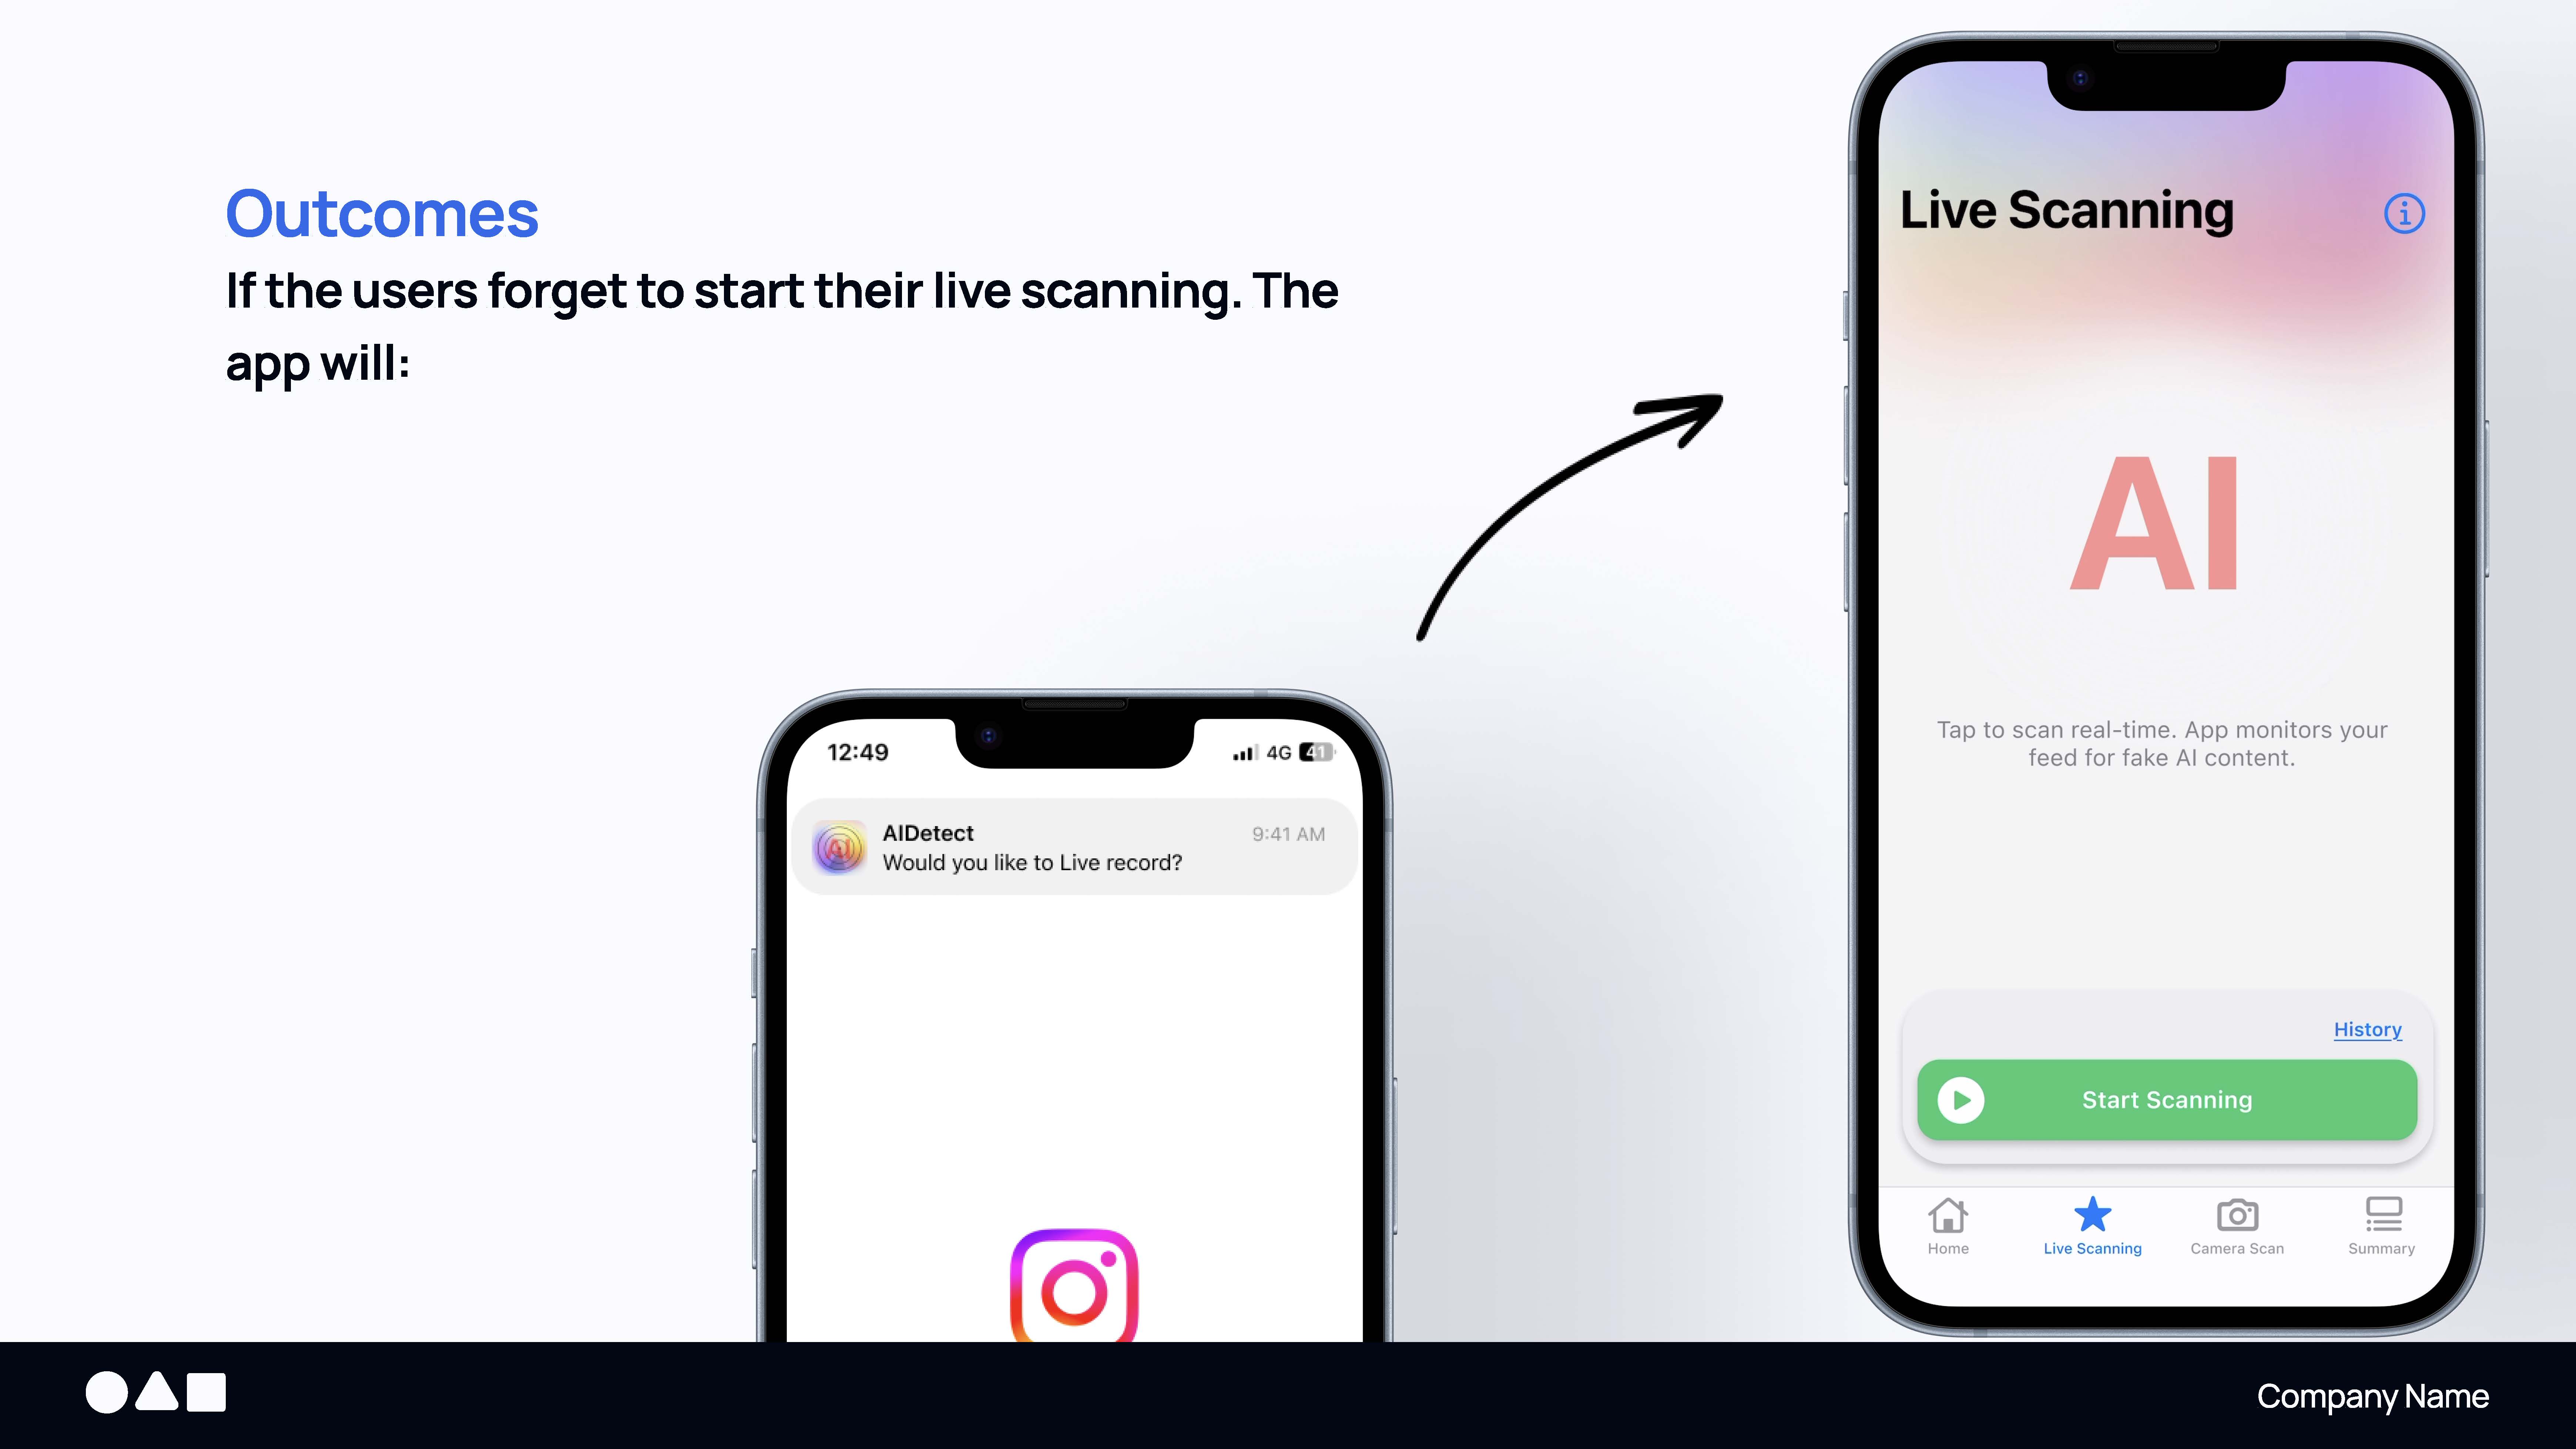 Outcomes
If the users forget to start their live scanning. The
app will:
12:49
4G 41
AIDetect 9:41 AM
Would you like to Live record?
Live Scanning
AI
Tap to scan real-time. App monitors your
feed for fake AI content.
History
Start Scanning
Home Live Scanning Camera Scan Summary
Company Name